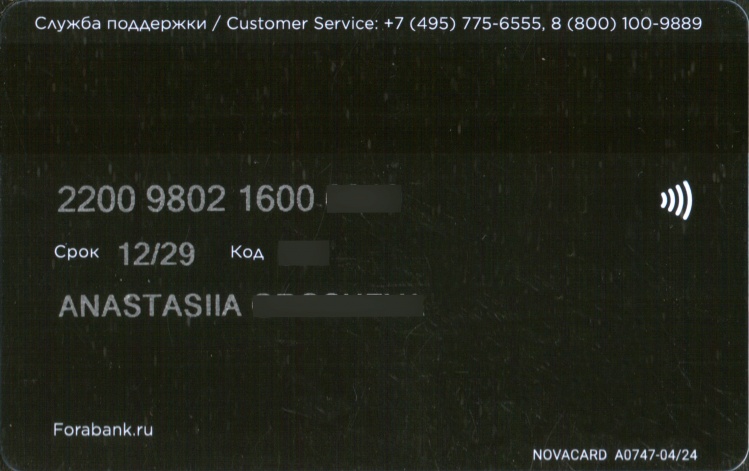 Служба поддержки / Customer Service: +7 (495) 775-6555, 8 (800) 100-9889
2200 9802 1600
Срок 12/29 Код
ANASTASIIA
Forabank.ru
NOVACARD A0747-04/24